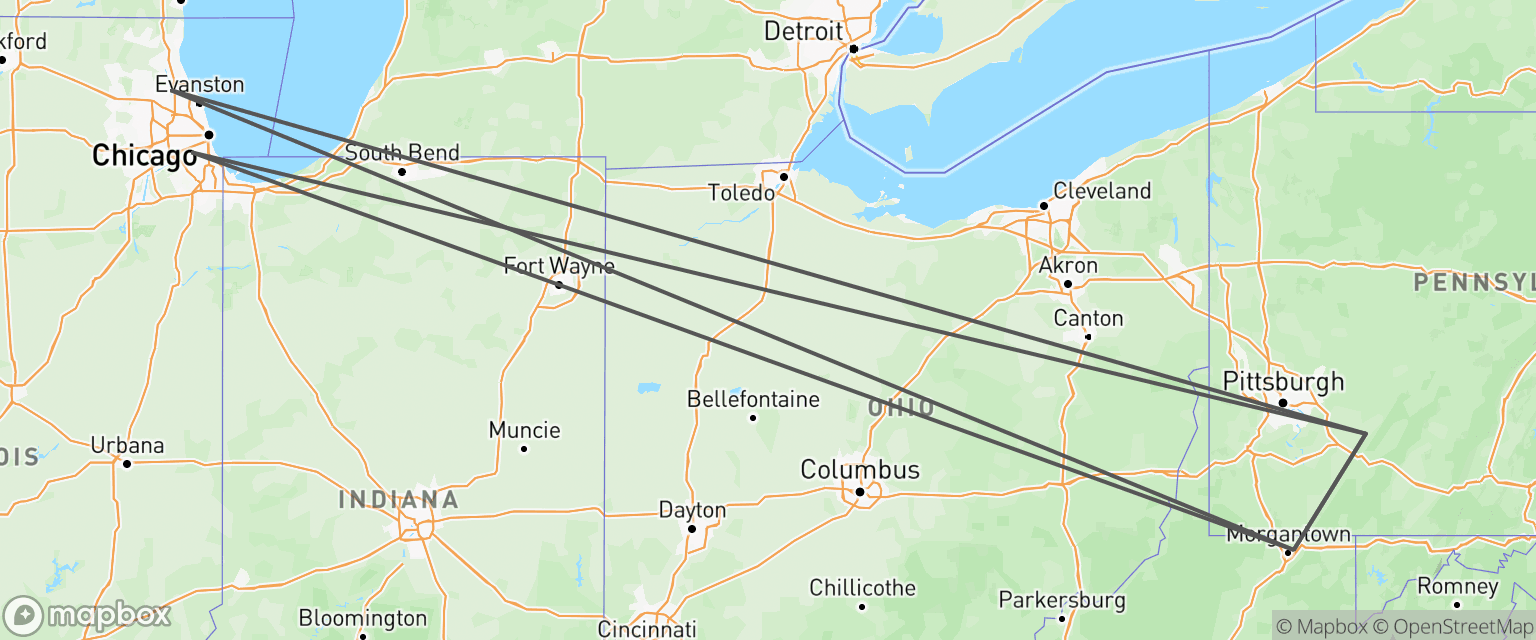 Detroit
kford
Evanston
Chicago
South Bend
Toledo
Cleveland
Fort Wayne
Akron
PENNSYL
Canton
Pittsburgh
Bellefontaine
OHIO
Muncie
Urbana
OIS
Columbus
INDIANA
Dayton
Morgantown
Chillicothe
Romney
Parkersburg
Bloomington
Cincinnati
mapbox
© Mapbox © OpenStreetMap